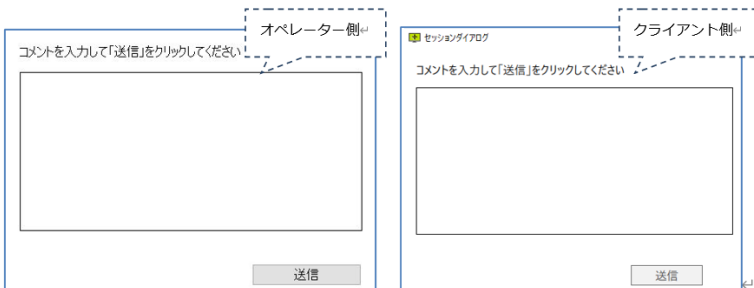 オペレーター側
コメントを入力して「送信」をクリックしてください
送信
クライアント側
セッションダイアログ
コメントを入力して「送信」をクリックしてください
送信